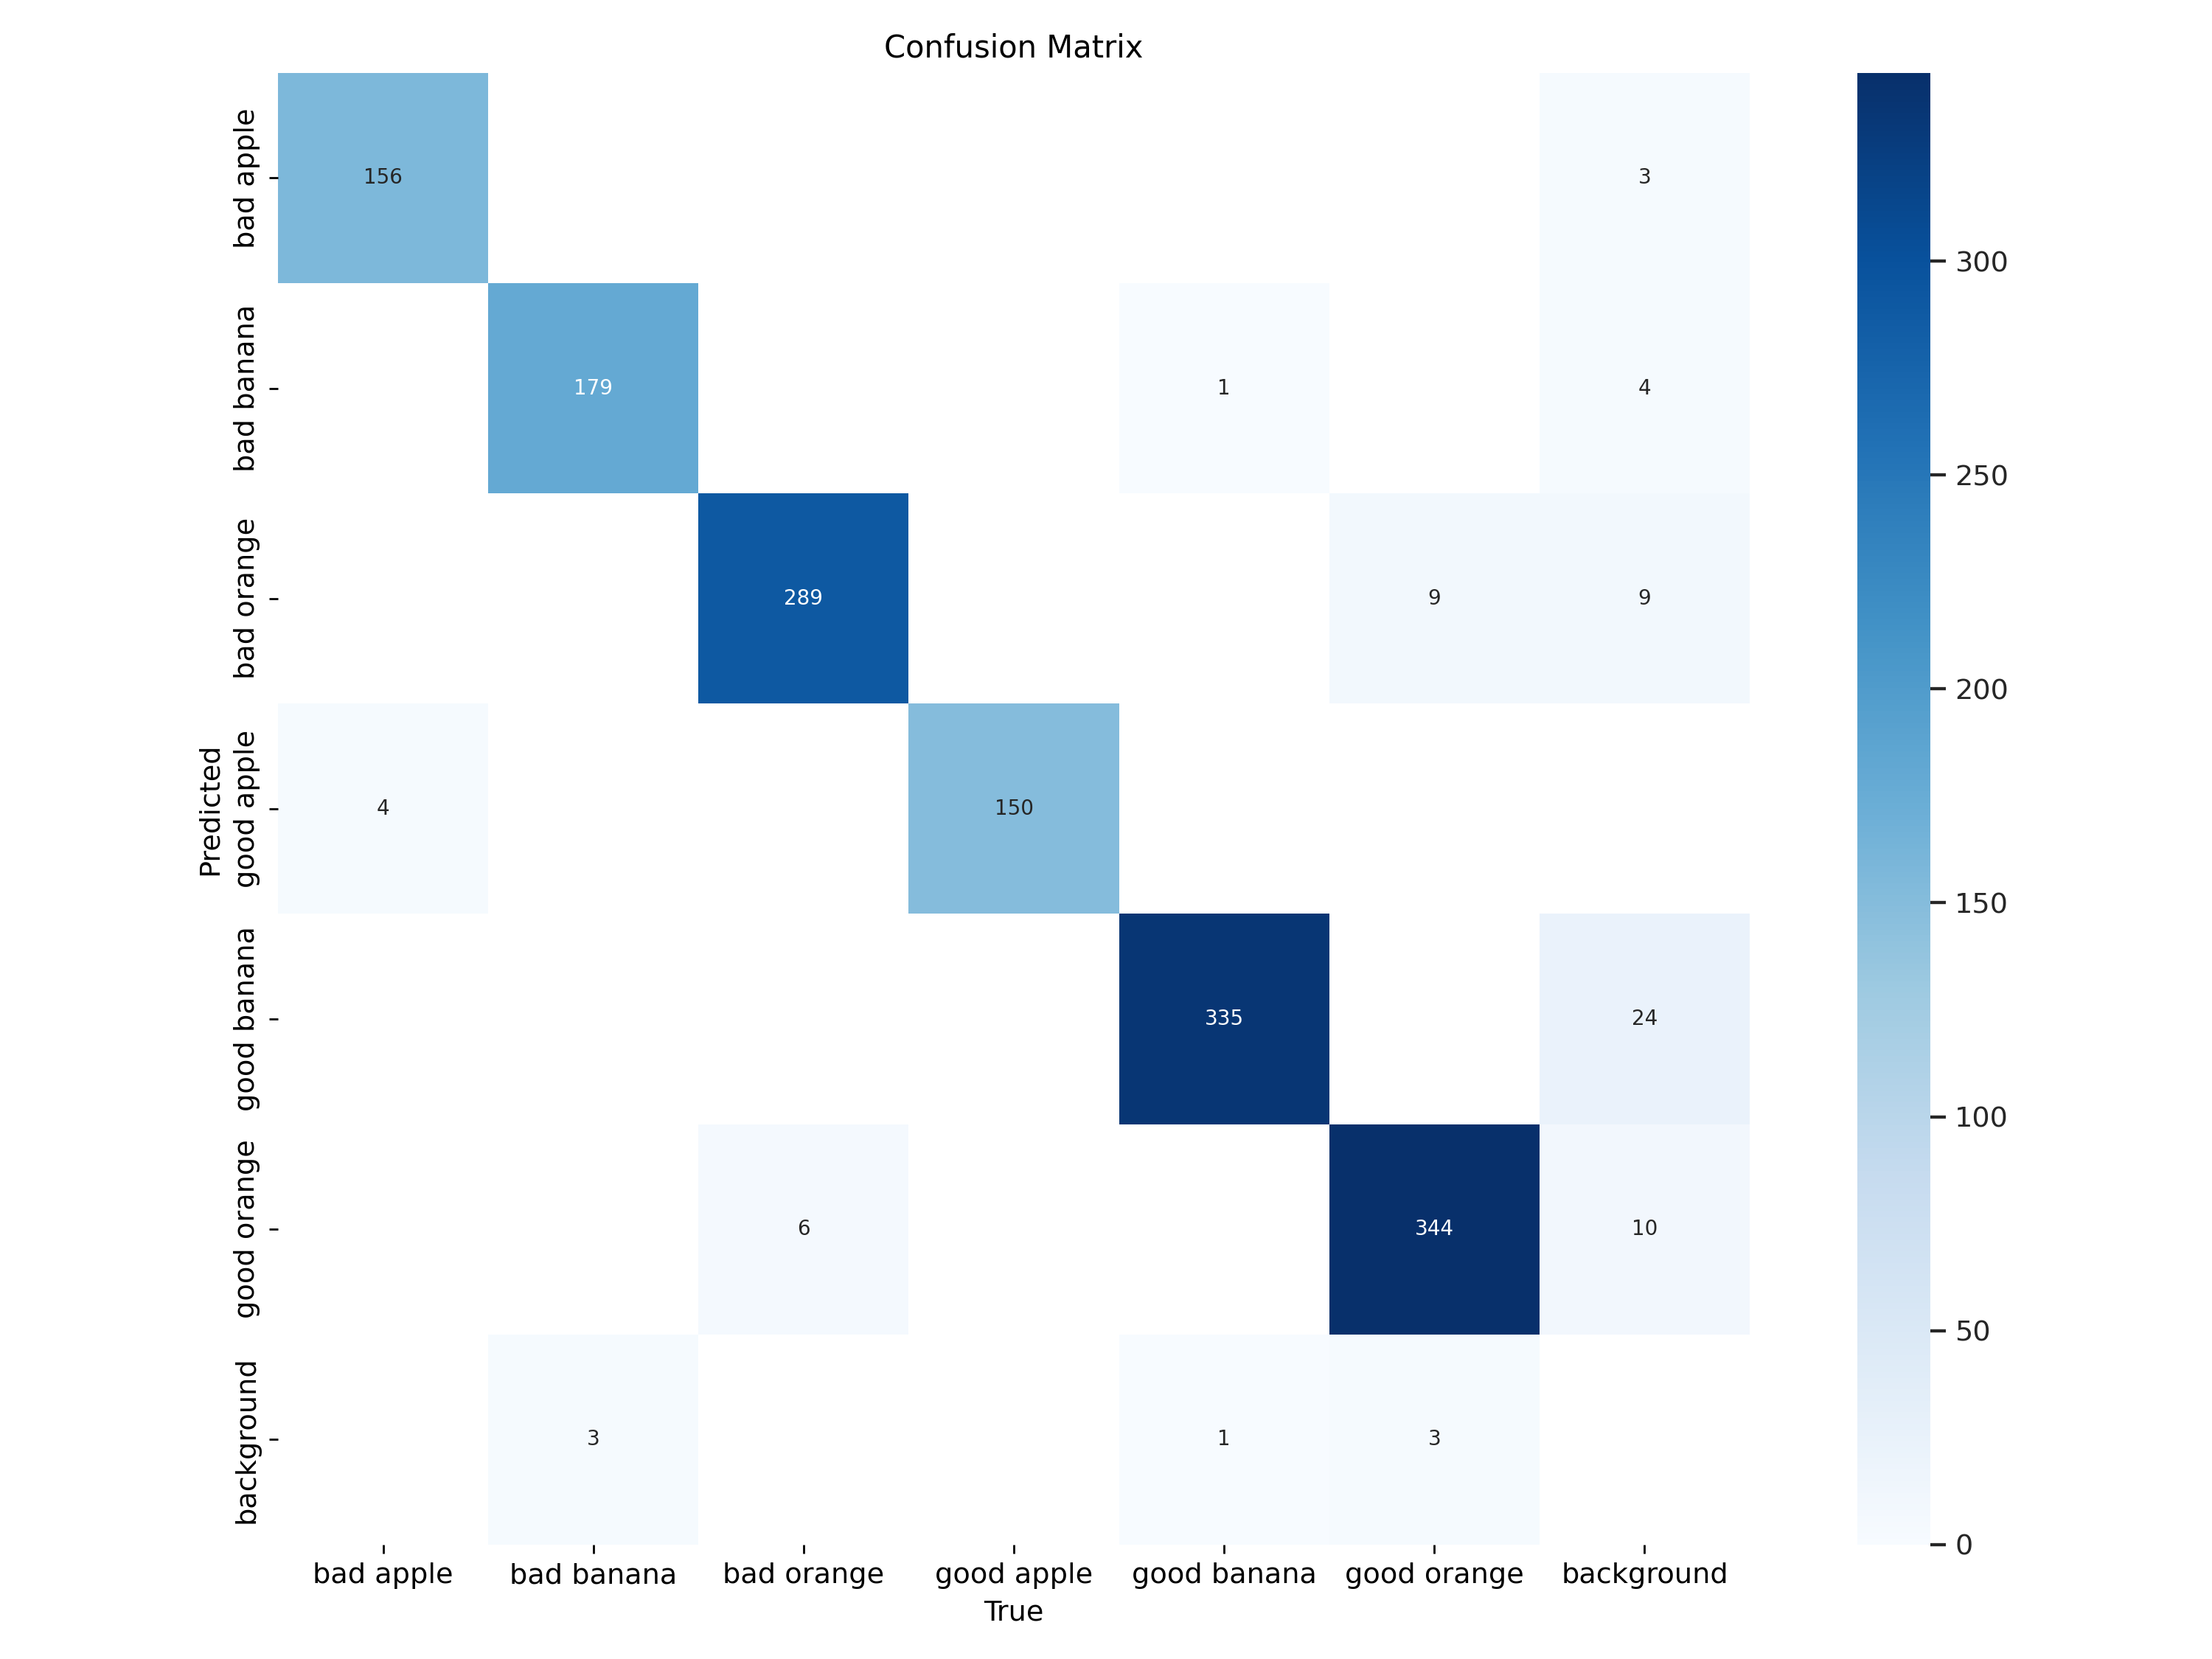 Confusion Matrix
Predicted
bad apple
156
3
bad banana
179
1
4
bad orange
289
9
9
good apple
4
150
good banana
335
24
good orange
6
344
10
background
3
1
3
bad apple
bad banana
bad orange
good apple
good banana
good orange
background
True
300
250
200
150
100
50
0